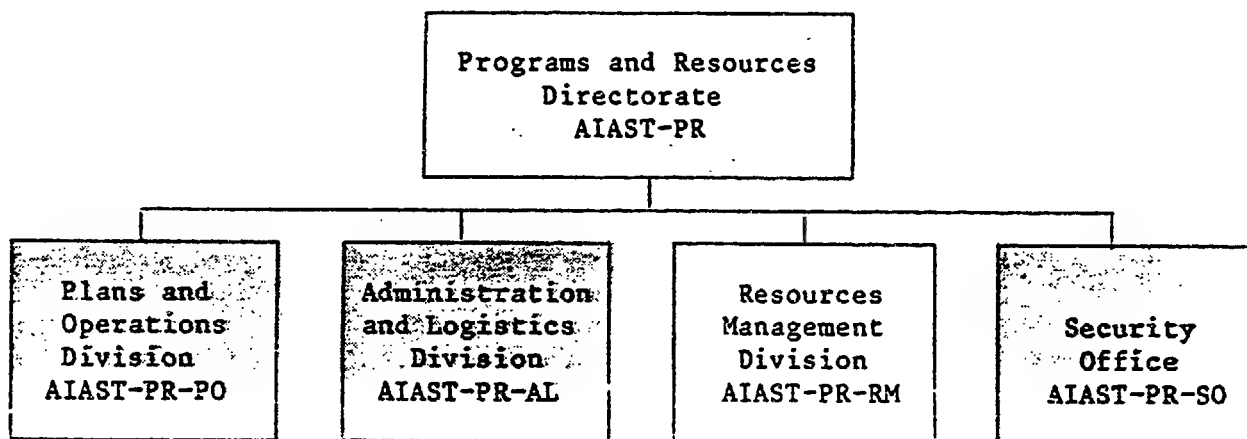 Programs and Resources
Directorate
AIAST-PR
Plans and
Operations
Division
AIAST-PR-PO
Administration
and Logistics
Division
AIAST-PR-AL
Resources
Management
Division
AIAST-PR-RM
Security
Office
AIAST-PR-SO